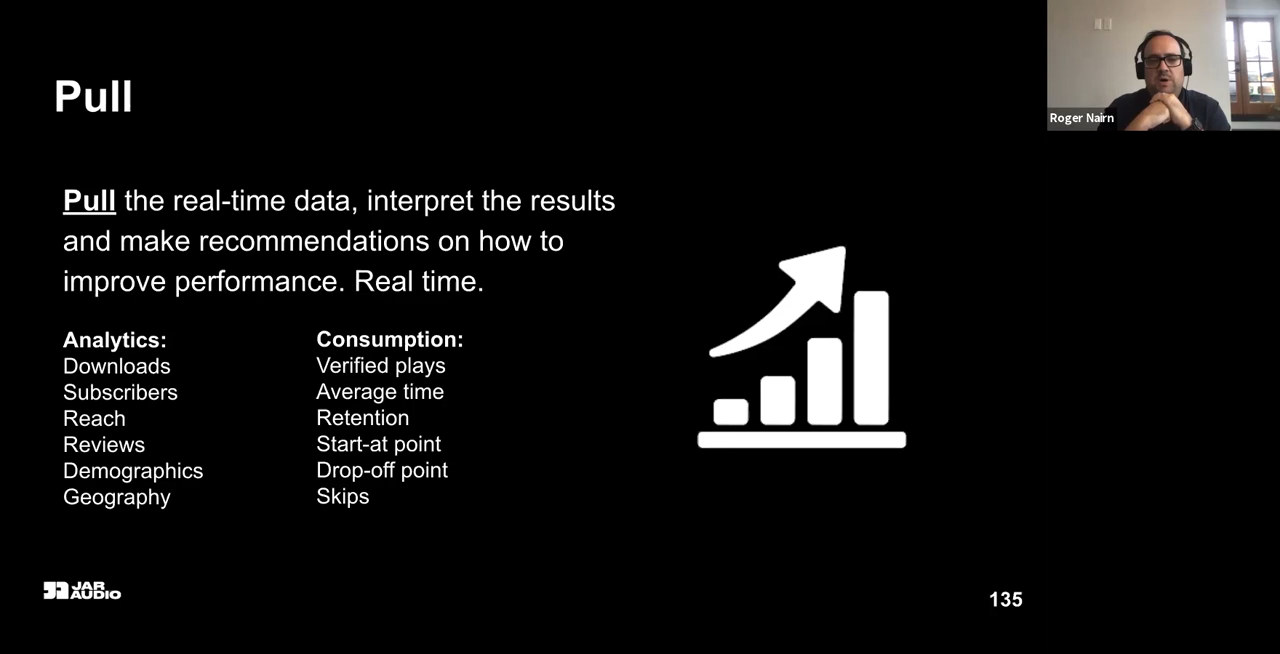 Pull
Roger Nairn
Pull the real-time data, interpret the results
and make recommendations on how to
improve performance. Real time.
Analytics:
Downloads
Subscribers
Reach
Reviews
Demographics
Geography
Consumption:
Verified plays
Average time
Retention
Start-at point
Drop-off point
Skips
JAR
AUDIO
135